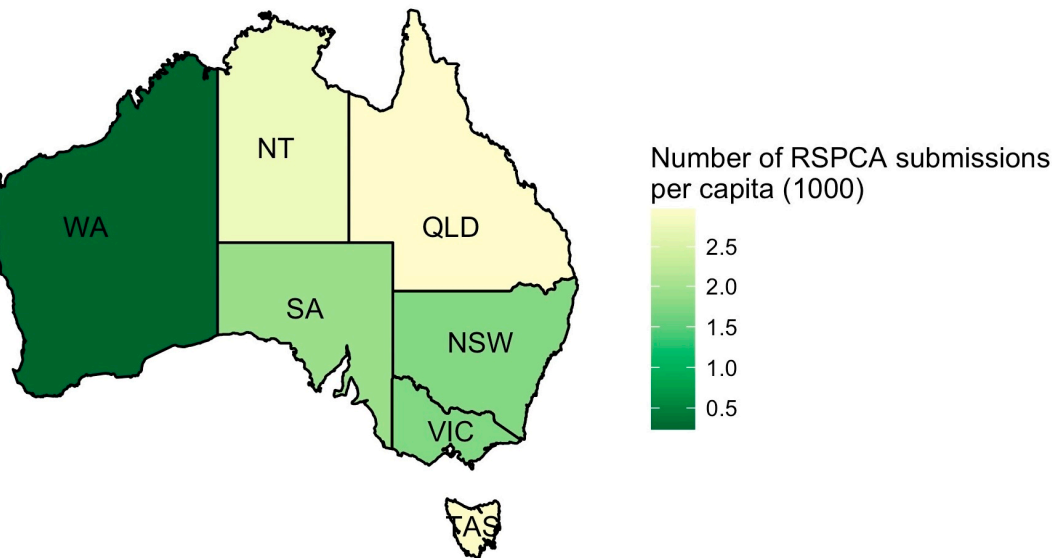 NT
WA
QLD
SA
NSW
VIC
TAS
Number of RSPCA submissions
per capita (1000)
2.5
2.0
1.5
1.0
0.5